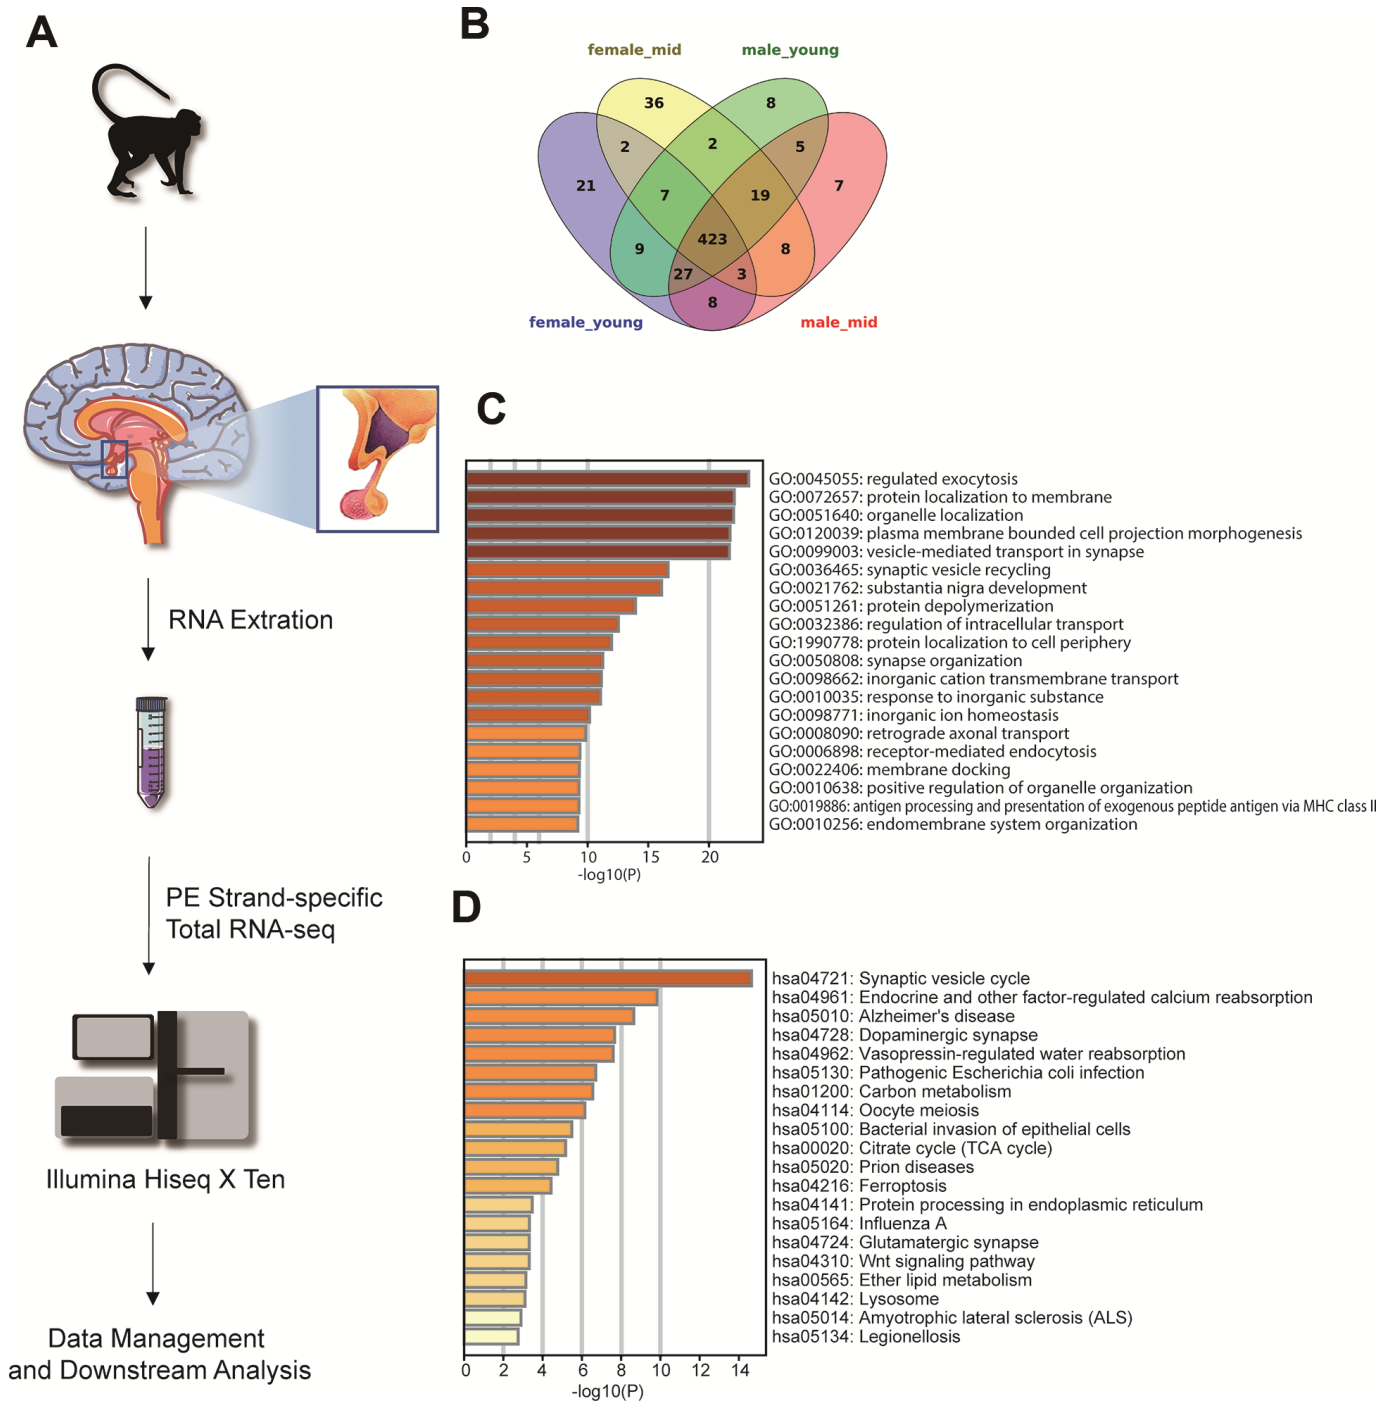 A
RNA Extration
PE Strand-specific
Total RNA-seq
Illumina Hiseq X Ten
Data Management
and Downstream Analysis
B
female_mid
male_young
36
8
2
2
5
21
7
19
7
9
423
8
27
3
8
female_young
male_mid
C
GO:0045055: regulated exocytosis
GO:0072657: protein localization to membrane
GO:0051640: organelle localization
GO:0120039: plasma membrane bounded cell projection morphogenesis
GO:0099003: vesicle-mediated transport in synapse
GO:0036465: synaptic vesicle recycling
GO:0021762: substantia nigra development
GO:0051261: protein depolymerization
GO:0032386: regulation of intracellular transport
GO:1990778: protein localization to cell periphery
GO:0050808: synapse organization
GO:0098662: inorganic cation transmembrane transport
GO:0010035: response to inorganic substance
GO:0098771: inorganic ion homeostasis
GO:0008090: retrograde axonal transport
GO:0006898: receptor-mediated endocytosis
GO:0022406: membrane docking
GO:0010638: positive regulation of organelle organization
GO:0019886: antigen processing and presentation of exogenous peptide antigen via MHC class II
GO:0010256: endomembrane system organization
0 5 10 15 20
-log10(P)
D
hsa04721: Synaptic vesicle cycle
hsa04961: Endocrine and other factor-regulated calcium reabsorption
hsa05010: Alzheimer's disease
hsa04728: Dopaminergic synapse
hsa04962: Vasopressin-regulated water reabsorption
hsa05130: Pathogenic Escherichia coli infection
hsa01200: Carbon metabolism
hsa04114: Oocyte meiosis
hsa05100: Bacterial invasion of epithelial cells
hsa00020: Citrate cycle (TCA cycle)
hsa05020: Prion diseases
hsa04216: Ferroptosis
hsa04141: Protein processing in endoplasmic reticulum
hsa05164: Influenza A
hsa04724: Glutamatergic synapse
hsa04310: Wnt signaling pathway
hsa00565: Ether lipid metabolism
hsa04142: Lysosome
hsa05014: Amyotrophic lateral sclerosis (ALS)
hsa05134: Legionellosis
0 2 4 6 8 10 12 14
-log10(P)